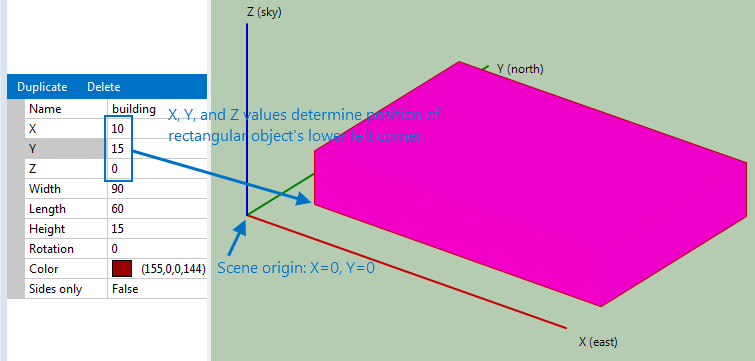 Z (sky)
Y (north)
Duplicate Delete
Name building
X 10
Y 15
Z 0
Width 90
Length 60
Height 15
Rotation 0
Color (155,0,0,144)
Sides only False
X, Y, and Z values determine position of
rectangular object's lower left corner.
Scene origin: X=0, Y=0
X (east)